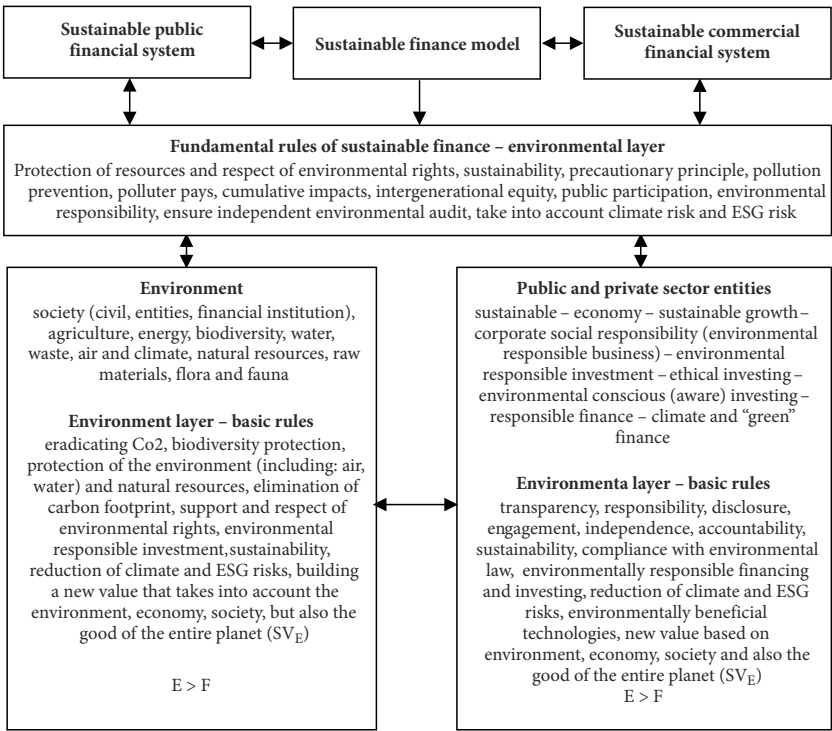 Sustainable public
financial system
Sustainable finance model
Sustainable commercial
financial system
Fundamental rules of sustainable finance – environmental layer
Protection of resources and respect of environmental rights, sustainability, precautionary principle, pollution
prevention, polluter pays, cumulative impacts, intergenerational equity, public participation, environmental
responsibility, ensure independent environmental audit, take into account climate risk and ESG risk
Environment
society (civil, entities, financial institution),
agriculture, energy, biodiversity, water,
waste, air and climate, natural resources, raw
materials, flora and fauna
Environment layer – basic rules
eradicating Co2, biodiversity protection,
protection of the environment (including: air,
water) and natural resources, elimination of
carbon footprint, support and respect of
environmental rights, environmental
responsible investment, sustainability,
reduction of climate and ESG risks, building
a new value that takes into account the
environment, economy, society, but also the
good of the entire planet (SVE)
E > F
Public and private sector entities
sustainable – economy – sustainable growth –
corporate social responsibility (environmental
responsible business) – environmental
responsible investment – ethical investing –
environmental conscious (aware) investing –
responsible finance – climate and “green”
finance
Environmenta layer – basic rules
transparency, responsibility, disclosure,
engagement, independence, accountability,
sustainability, compliance with environmental
law, environmentally responsible financing
and investing, reduction of climate and ESG
risks, environmentally beneficial
technologies, new value based on
environment, economy, society and also the
good of the entire planet (SVE)
E > F